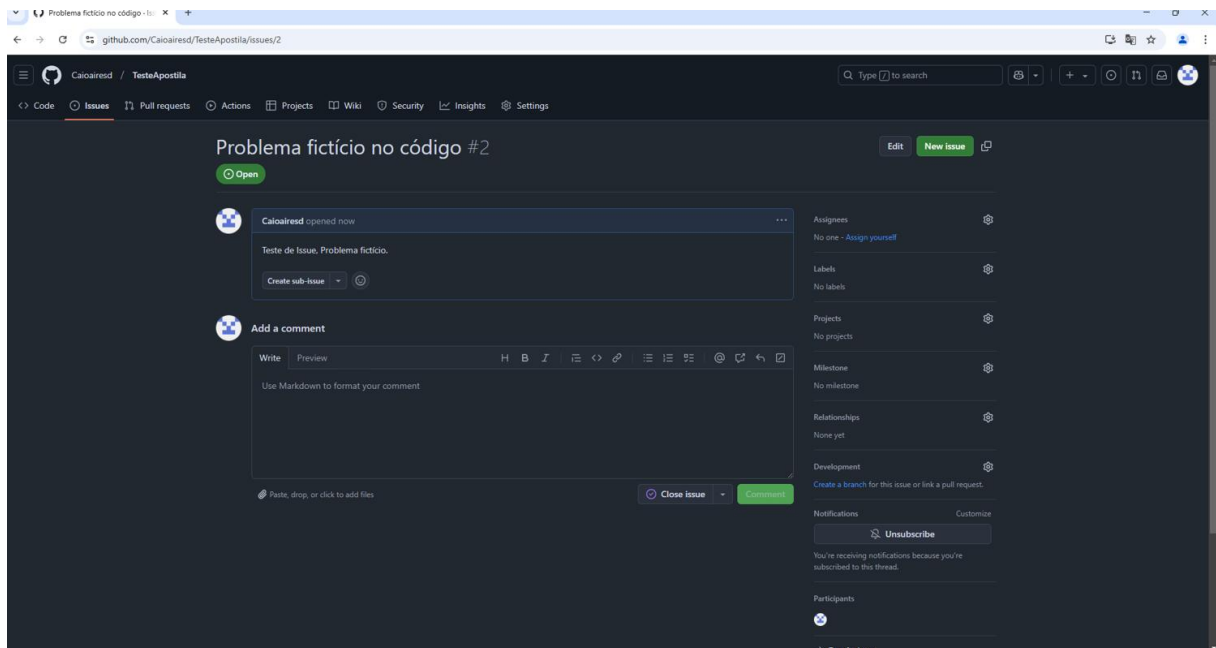 Problema fictício no código · Iss
github.com/Caioairesd/TesteApostila/issues/2
Caioairesd / TesteApostila
Type / to search
Code Issues Pull requests Actions Projects Wiki Security Insights Settings
Problema fictício no código #2
Edit New issue
Open
Caioairesd opened now
Teste de Issue, Problema fictício.
Create sub-issue
Add a comment
Write Preview
Use Markdown to format your comment
Paste, drop, or click to add files
Close issue
Comment
Assignees
No one - Assign yourself
Labels
No labels
Projects
No projects
Milestone
No milestone
Relationships
None yet
Development
Create a branch for this issue or link a pull request.
Notifications Customize
Unsubscribe
You're receiving notifications because you're
subscribed to this thread.
Participants